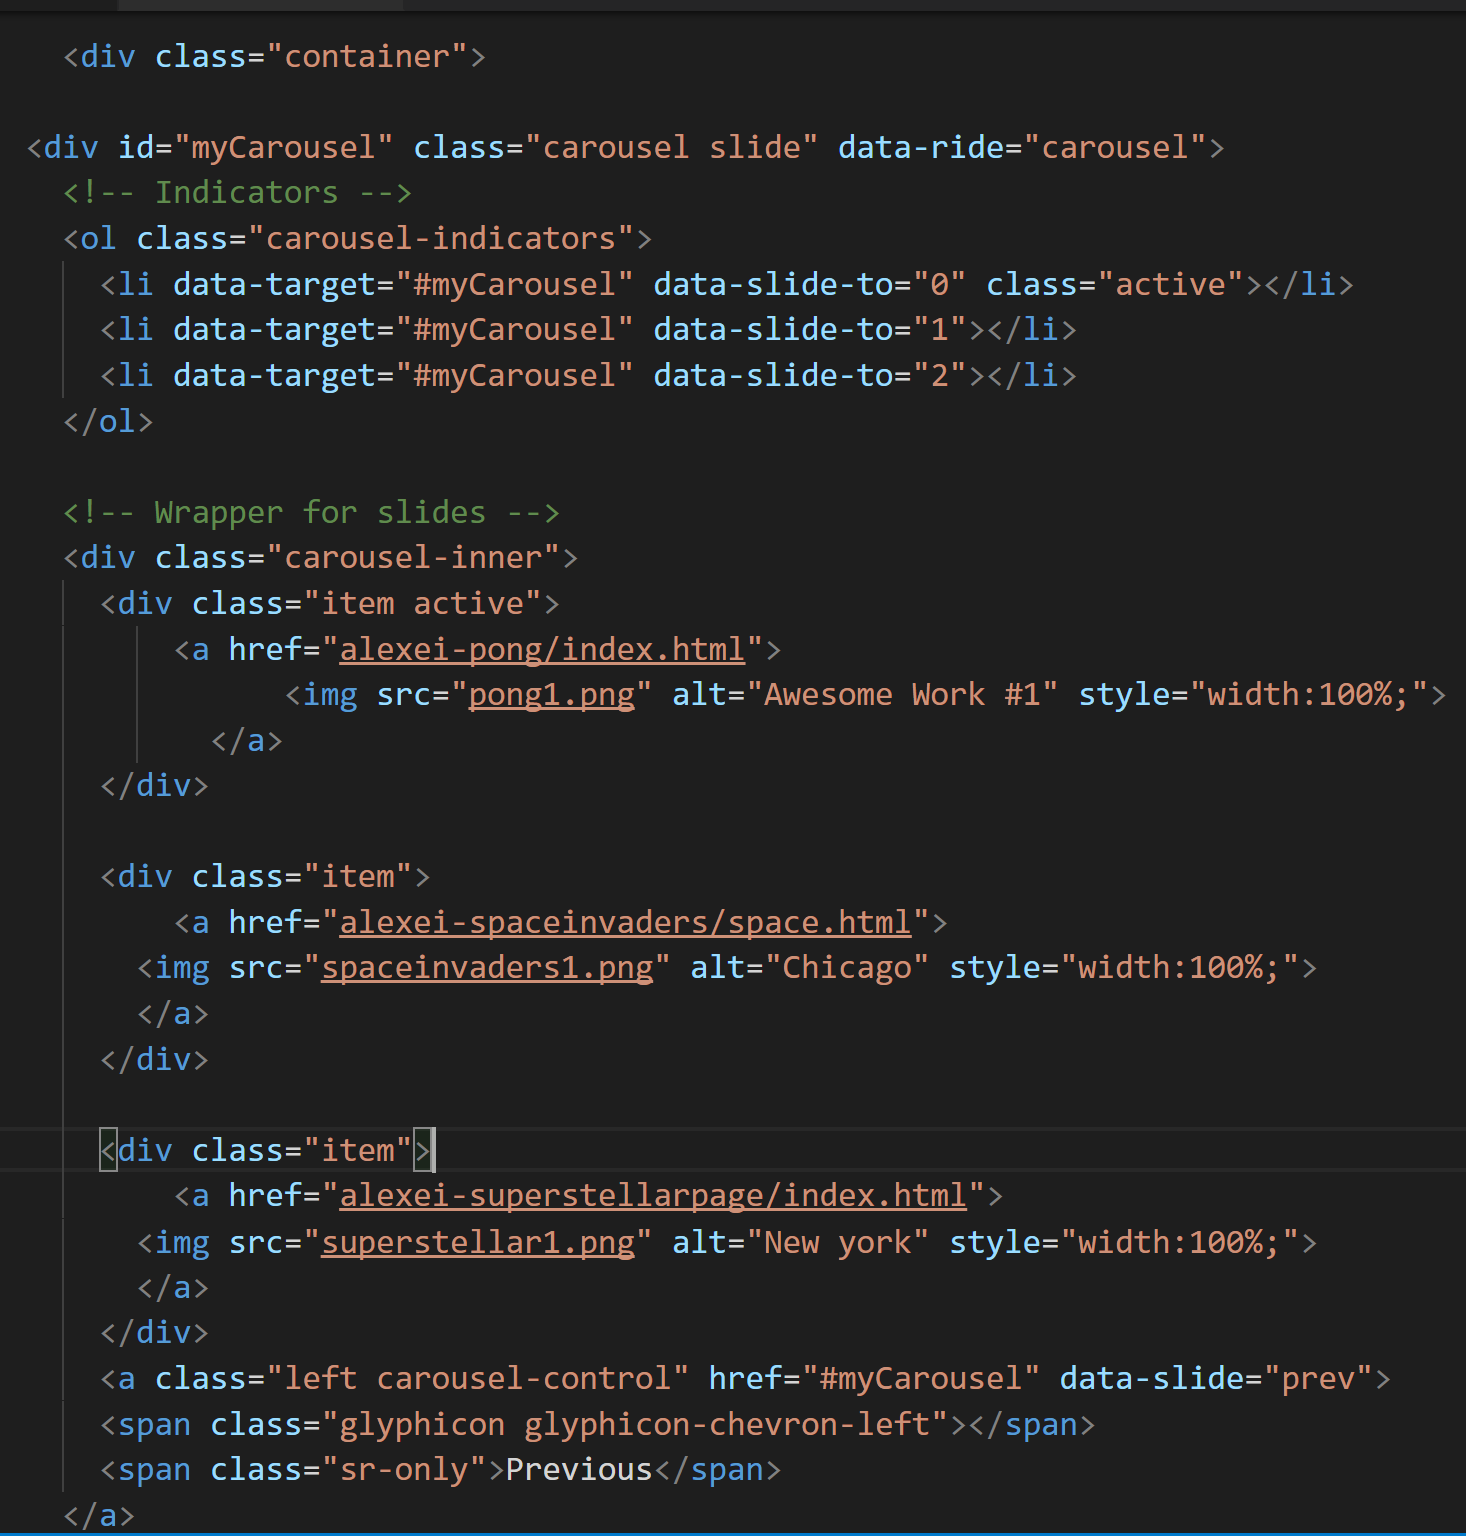 <div class="container">
<div id="myCarousel" class="carousel slide" data-ride="carousel">
<!-- Indicators -->
<ol class="carousel-indicators">
<li data-target="#myCarousel" data-slide-to="0" class="active"></li>
<li data-target="#myCarousel" data-slide-to="1"></li>
<li data-target="#myCarousel" data-slide-to="2"></li>
</ol>
<!-- Wrapper for slides -->
<div class="carousel-inner">
<div class="item active">
<a href="alexei-pong/index.html">
<img src="pong1.png" alt="Awesome Work #1" style="width:100%;">
</a>
</div>
<div class="item">
<a href="alexei-spaceinvaders/space.html">
<img src="spaceinvaders1.png" alt="Chicago" style="width:100%;">
</a>
</div>
<div class="item">
<a href="alexei-superstellarpage/index.html">
<img src="superstellar1.png" alt="New york" style="width:100%;">
</a>
</div>
<a class="left carousel-control" href="#myCarousel" data-slide="prev">
<span class="glyphicon glyphicon-chevron-left"></span>
<span class="sr-only">Previous</span>
</a>